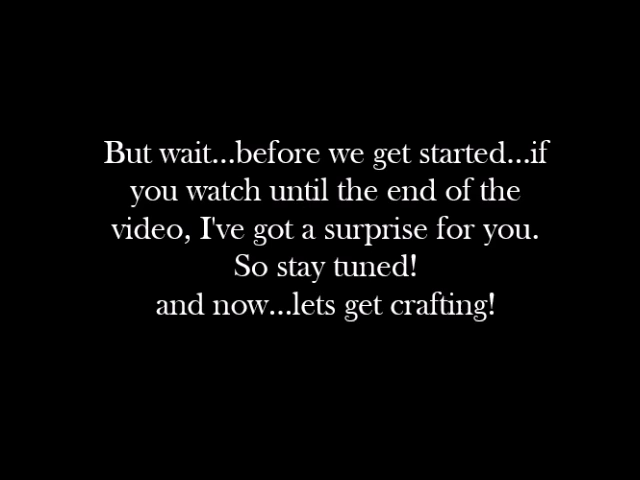 But wait...before we get started...if
you watch until the end of the
video, I've got a surprise for you.
So stay tuned!
and now...lets get crafting!